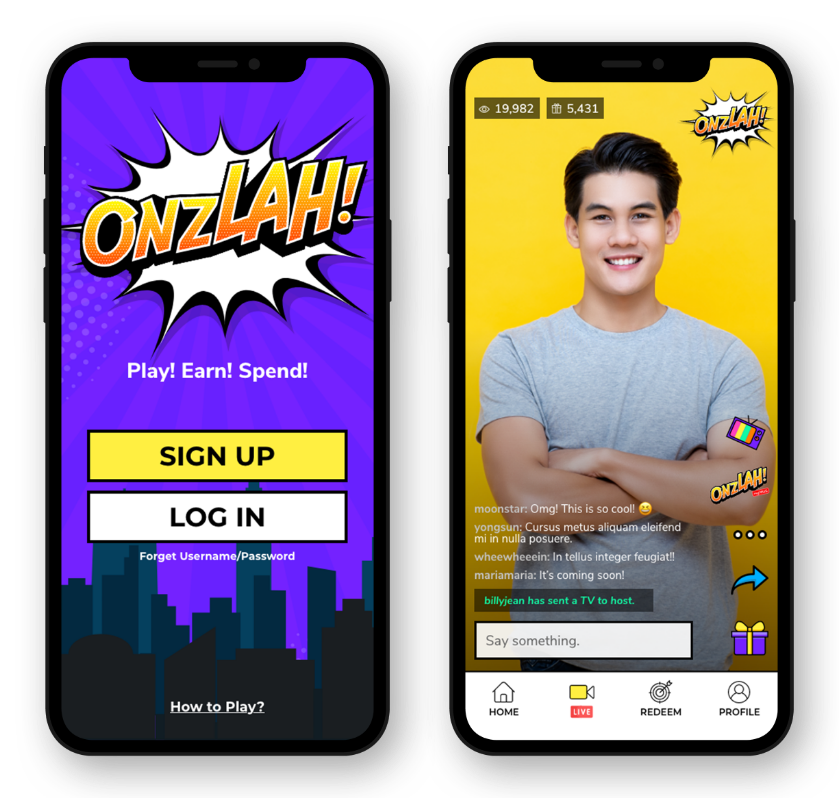 ONZLAH!
Play! Earn! Spend!
SIGN UP
LOG IN
Forget Username/Password
How to Play?
19,982
5,431
ONZLAH!
ONZLAH!
moonstar: Omg! This is so cool! 😀
yongsun: Cursus metus aliquam eleifend
mi in nulla posuere.
wheewheeein: In tellus integer feugiat!!
mariamaria: It's coming soon!
billyjean has sent a TV to host.
Say something.
HOME
LIVE
REDEEM
PROFILE